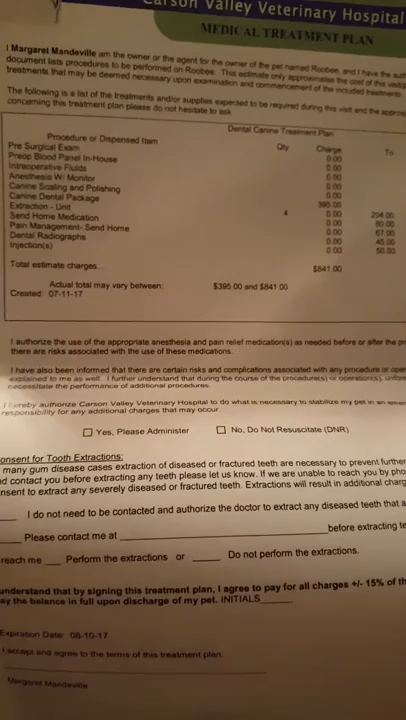 Carson Valley Veterinary Hospital
MEDICAL TREATMENT PLAN
I Margaret Mandeville am the owner or the agent for the owner of the pet named Roobee, and I have the
document lists procedures to be performed on Roobee. This estimate only approximates the cost of this
treatments that may be deemed necessary upon examination and commencement of the included treatments.
The following is a list of the treatments and/or supplies expected to be required during this visit and the
concerning this treatment plan please do not hesitate to ask.
Dental Canine Treatment Plan
Procedure or Dispensed Item Qty Charge To
Pre Surgical Exam 0.00
Preop Blood Panel In-House 0.00
Intraoperative Fluids 0.00
Anesthesia W/ Monitor 0.00
Canine Scaling and Polishing 0.00
Canine Dental Package 395.00
Extraction - Unit 4 0.00 204.00
Send Home Medication 0.00 80.00
Pain Management- Send Home 0.00 67.00
Dental Radiographs 0.00 45.00
Injection(s) 0.00 50.00
Total estimate charges... $841.00
Actual total may vary between: $395.00 and $841.00
Created: 07-11-17
I authorize the use of the appropriate anesthesia and pain relief medication(s) as needed before or after the
there are risks associated with the use of these medications.
I have also been informed that there are certain risks and complications associated with any procedure or
explained to me as well. I further understand that during the course of the procedure(s) or operation(s),
necessitate the performance of additional procedures.
I hereby authorize Carson Valley Veterinary Hospital to do what is necessary to stabilize my pet in an
responsibility for any additional charges that may occur.
Yes, Please Administer No, Do Not Resuscitate (DNR)
onsent for Tooth Extractions:
many gum disease cases extraction of diseased or fractured teeth are necessary to prevent further
d contact you before extracting any teeth please let us know. If we are unable to reach you by pho
nsent to extract any severely diseased or fractured teeth. Extractions will result in additional charg
I do not need to be contacted and authorize the doctor to extract any diseased teeth that a
Please contact me at before extracting te
reach me Perform the extractions or Do not perform the extractions.
understand that by signing this treatment plan, I agree to pay for all charges +/- 15% of th
ay the balance in full upon discharge of my pet. INITIALS
Expiration Date: 08-10-17
I accept and agree to the terms of this treatment plan.
Margaret Mandeville